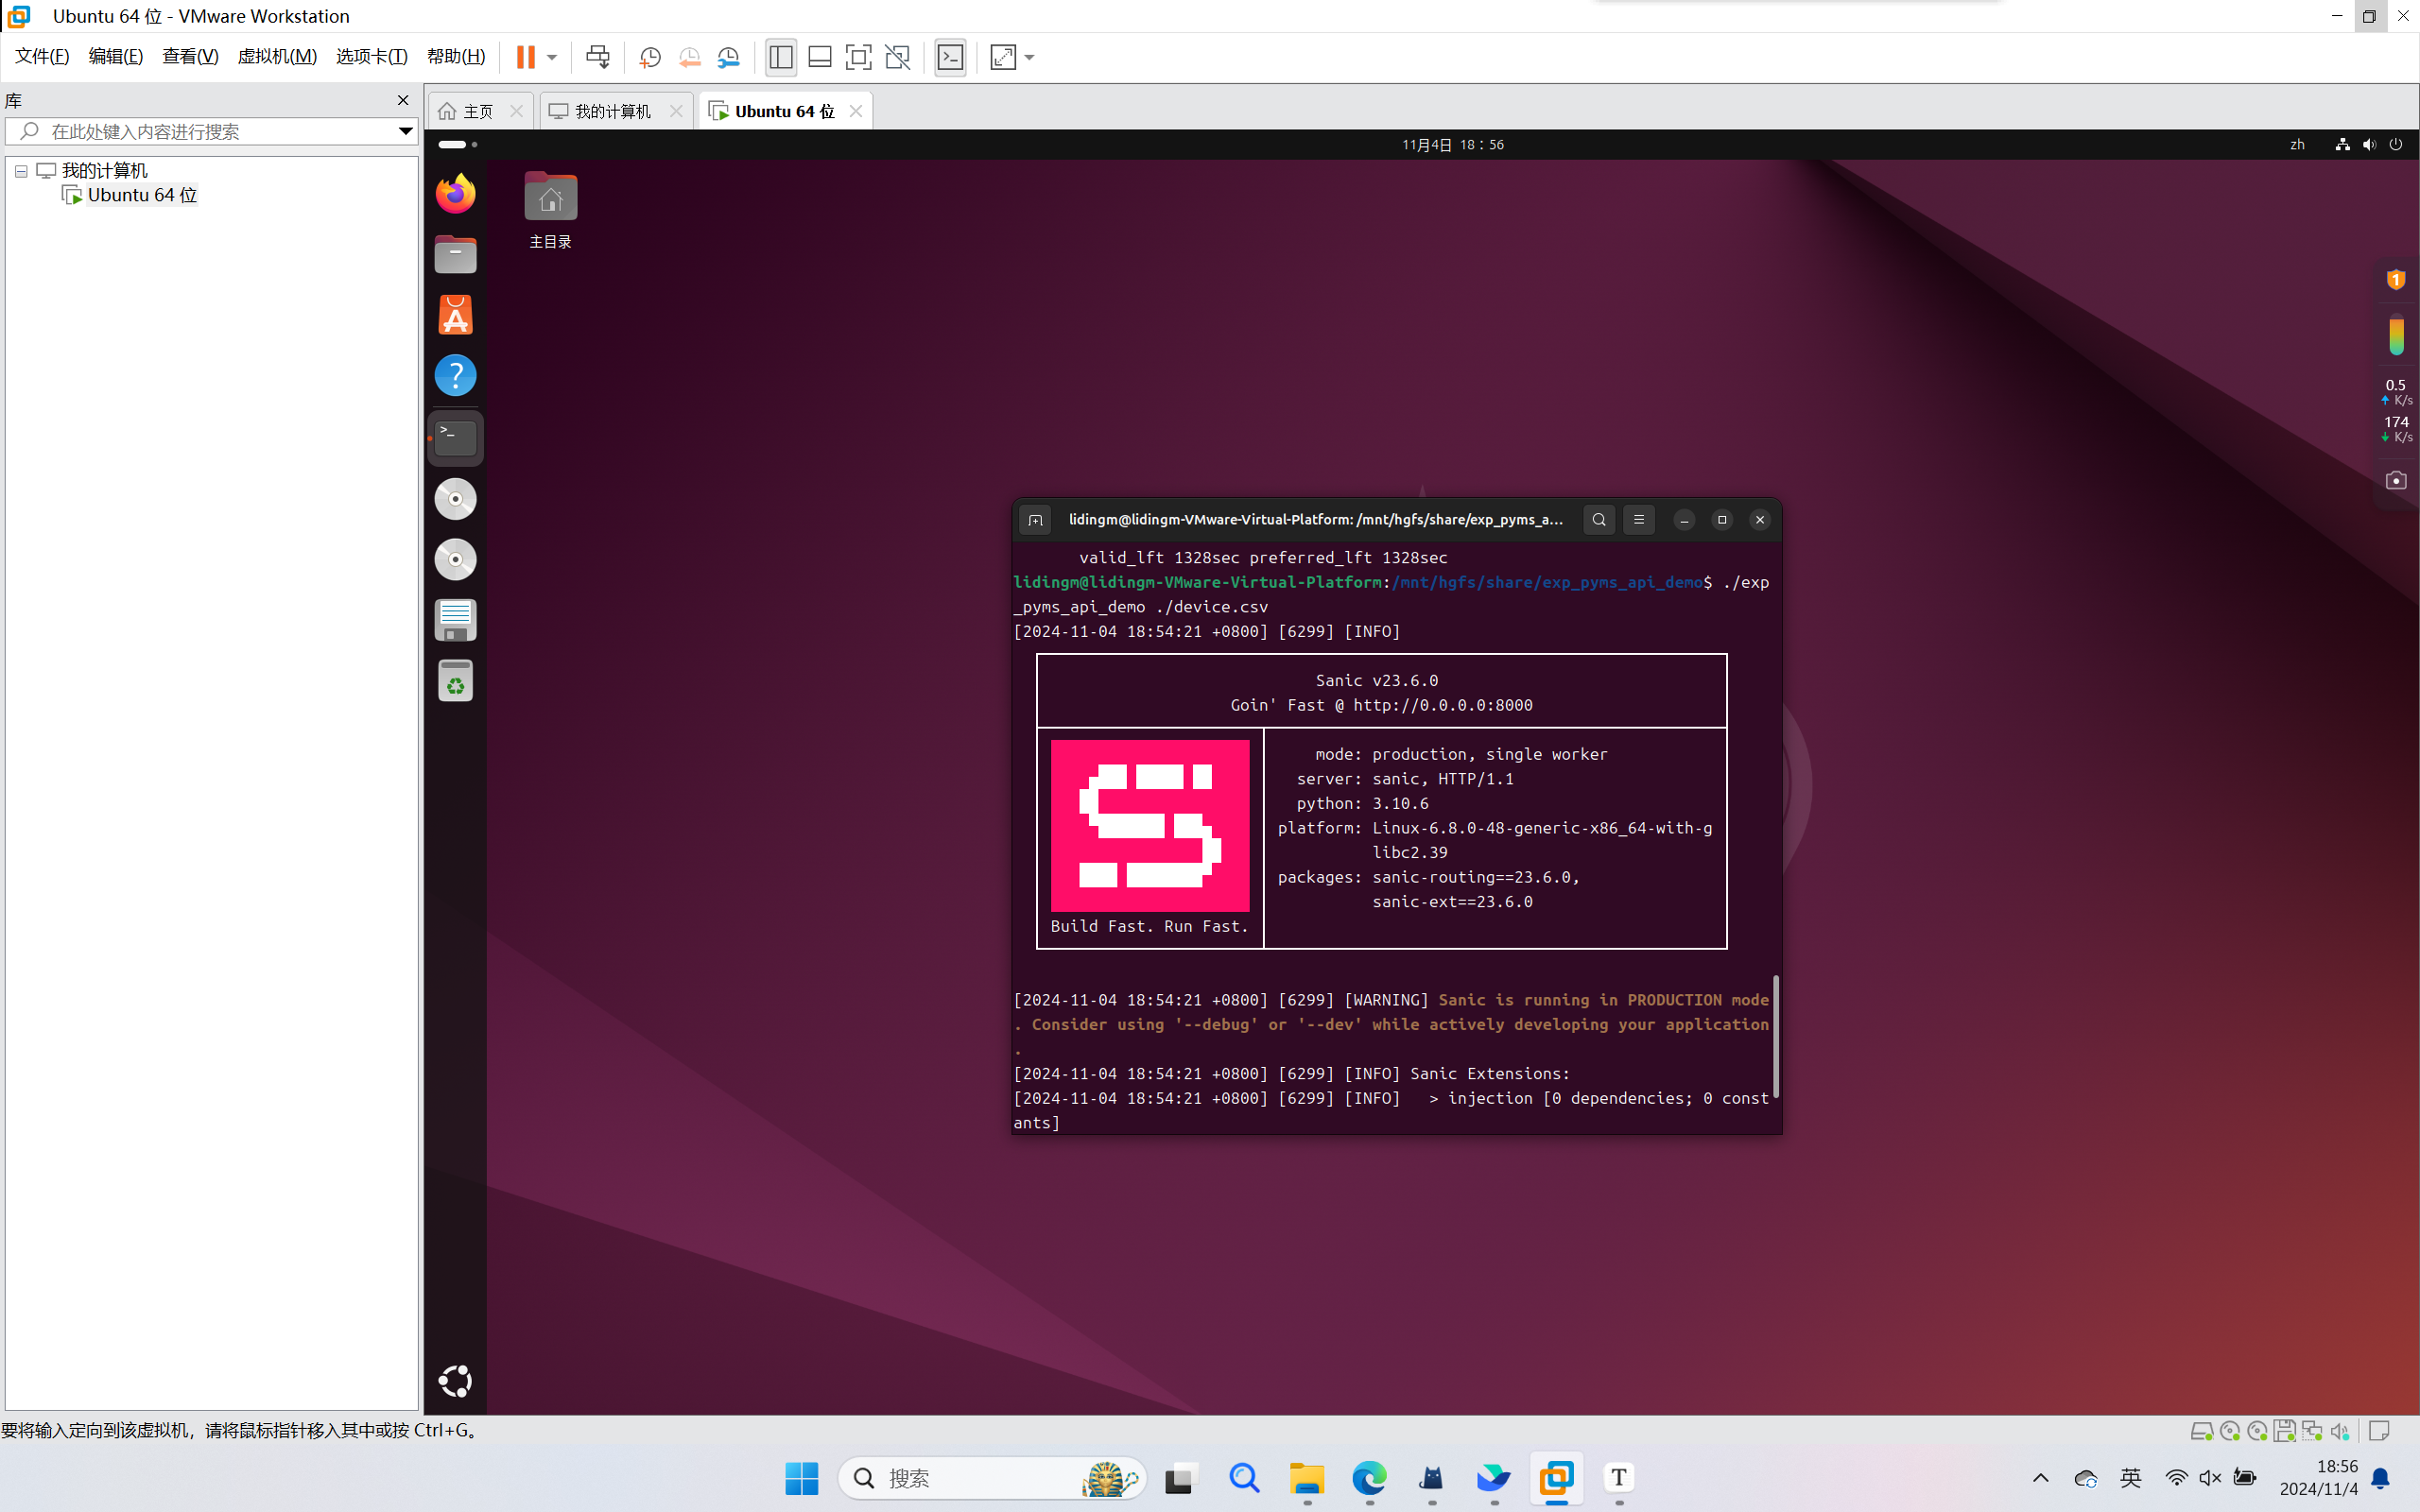 Ubuntu 64 位 - VMware Workstation
文件(F) 编辑(E) 查看(V) 虚拟机(M) 选项卡(T) 帮助(H)
库
在此处键入内容进行搜索
我的计算机
Ubuntu 64 位
主页 我的计算机 Ubuntu 64 位
11月4日 18：56
zh
主目录
1
0.5
K/s
174
K/s
lidingm@lidingm-VMware-Virtual-Platform: /mnt/hgfs/share/exp_pyms_a...
valid_lft 1328sec preferred_lft 1328sec
lidingm@lidingm-VMware-Virtual-Platform:/mnt/hgfs/share/exp_pyms_api_demo$ ./exp
_pyms_api_demo ./device.csv
[2024-11-04 18:54:21 +0800] [6299] [INFO]
Sanic v23.6.0
Goin' Fast @ http://0.0.0.0:8000
mode: production, single worker
server: sanic, HTTP/1.1
python: 3.10.6
platform: Linux-6.8.0-48-generic-x86_64-with-g
libc2.39
packages: sanic-routing==23.6.0,
sanic-ext==23.6.0
Build Fast. Run Fast.
[2024-11-04 18:54:21 +0800] [6299] [WARNING] Sanic is running in PRODUCTION mode
. Consider using '--debug' or '--dev' while actively developing your application
.
[2024-11-04 18:54:21 +0800] [6299] [INFO] Sanic Extensions:
[2024-11-04 18:54:21 +0800] [6299] [INFO]   > injection [0 dependencies; 0 const
ants]
要将输入定向到该虚拟机，请将鼠标指针移入其中或按 Ctrl+G。
搜索
T
英
18:56
2024/11/4